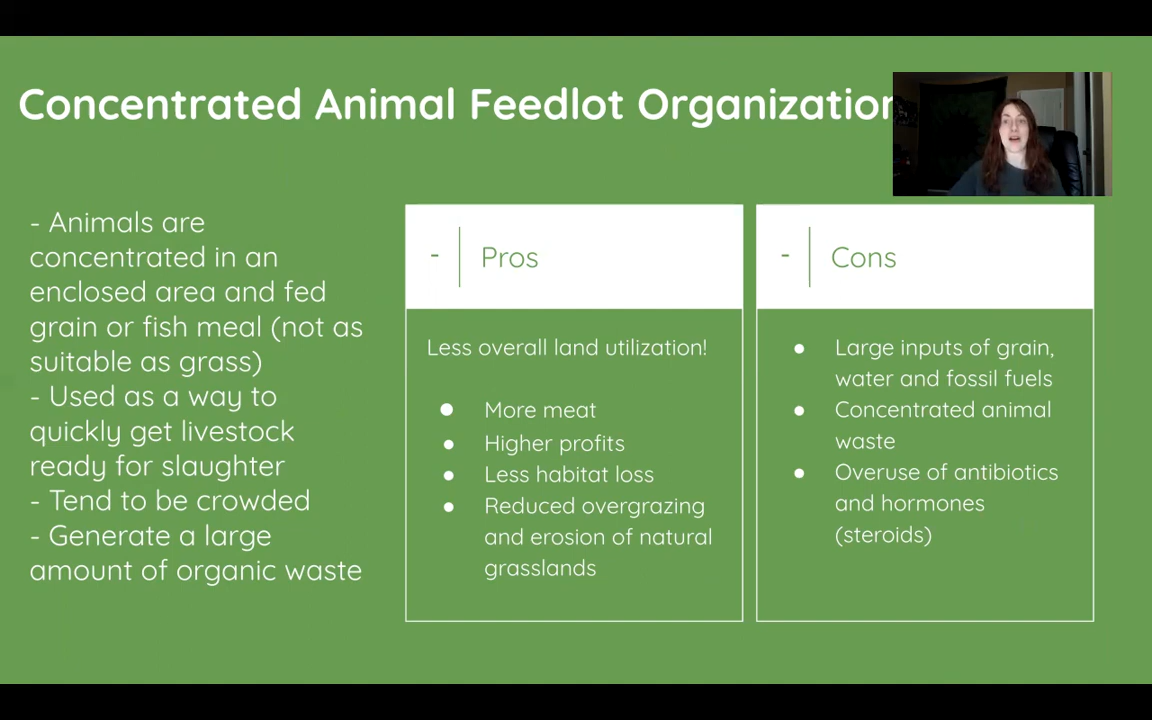 Concentrated Animal Feedlot Organization
- Animals are
concentrated in an
enclosed area and fed
grain or fish meal (not as
suitable as grass)
- Used as a way to
quickly get livestock
ready for slaughter
- Tend to be crowded
- Generate a large
amount of organic waste
- Pros
Less overall land utilization!
● More meat
● Higher profits
● Less habitat loss
● Reduced overgrazing
and erosion of natural
grasslands
- Cons
● Large inputs of grain,
water and fossil fuels
● Concentrated animal
waste
● Overuse of antibiotics
and hormones
(steroids)